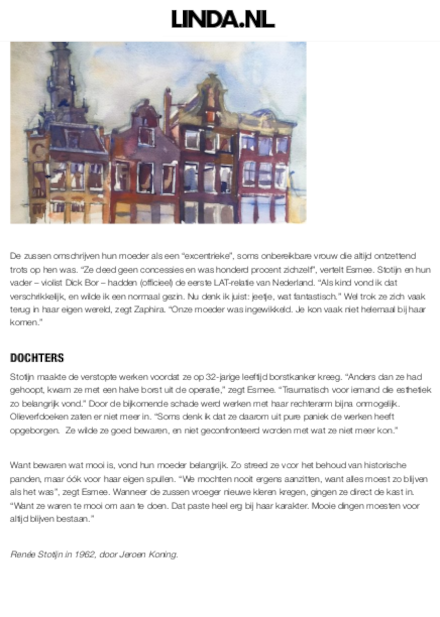 LINDA.NL
De zussen omschrijven hun moeder als een “excentrieke”, soms onbereikbare vrouw die altijd ontzettend
trots op hen was. “Ze deed geen concessies en was honderd procent zichzelf”, vertelt Esmee. Stotijn en hun
vader – violist Dick Bor – hadden (officieel) de eerste LAT-relatie van Nederland. “Als kind vond ik dat
verschrikkelijk, en wilde ik een normaal gezin. Nu denk ik juist: jeetje, wat fantastisch.” Wel trok ze zich vaak
terug in haar eigen wereld, zegt Zaphira. “Onze moeder was ingewikkeld. Je kon vaak niet helemaal bij haar
komen.”
DOCHTERS
Stotijn maakte de verstopte werken voordat ze op 32-jarige leeftijd borstkanker kreeg. “Anders dan ze had
gehoopt, kwam ze met een halve borst uit de operatie,” zegt Esmee. “Traumatisch voor iemand die esthetiek
zo belangrijk vond.” Door de bijkomende schade werd werken met haar rechterarm bijna onmogelijk.
Olieverfdoeken zaten er niet meer in. “Soms denk ik dat ze daarom uit pure paniek de werken heeft
opgeborgen. Ze wilde ze goed bewaren, en niet geconfronteerd worden met wat ze niet meer kon.”
Want bewaren wat mooi is, vond hun moeder belangrijk. Zo streed ze voor het behoud van historische
panden, maar óók voor haar eigen spullen. “We mochten nooit ergens aanzitten, want alles moest zo blijven
als het was”, zegt Esmee. Wanneer de zussen vroeger nieuwe kleren kregen, gingen ze direct de kast in.
“Want ze waren te mooi om aan te doen. Dat paste heel erg bij haar karakter. Mooie dingen moesten voor
altijd blijven bestaan.”
Renée Stotijn in 1962, door Jeroen Koning.